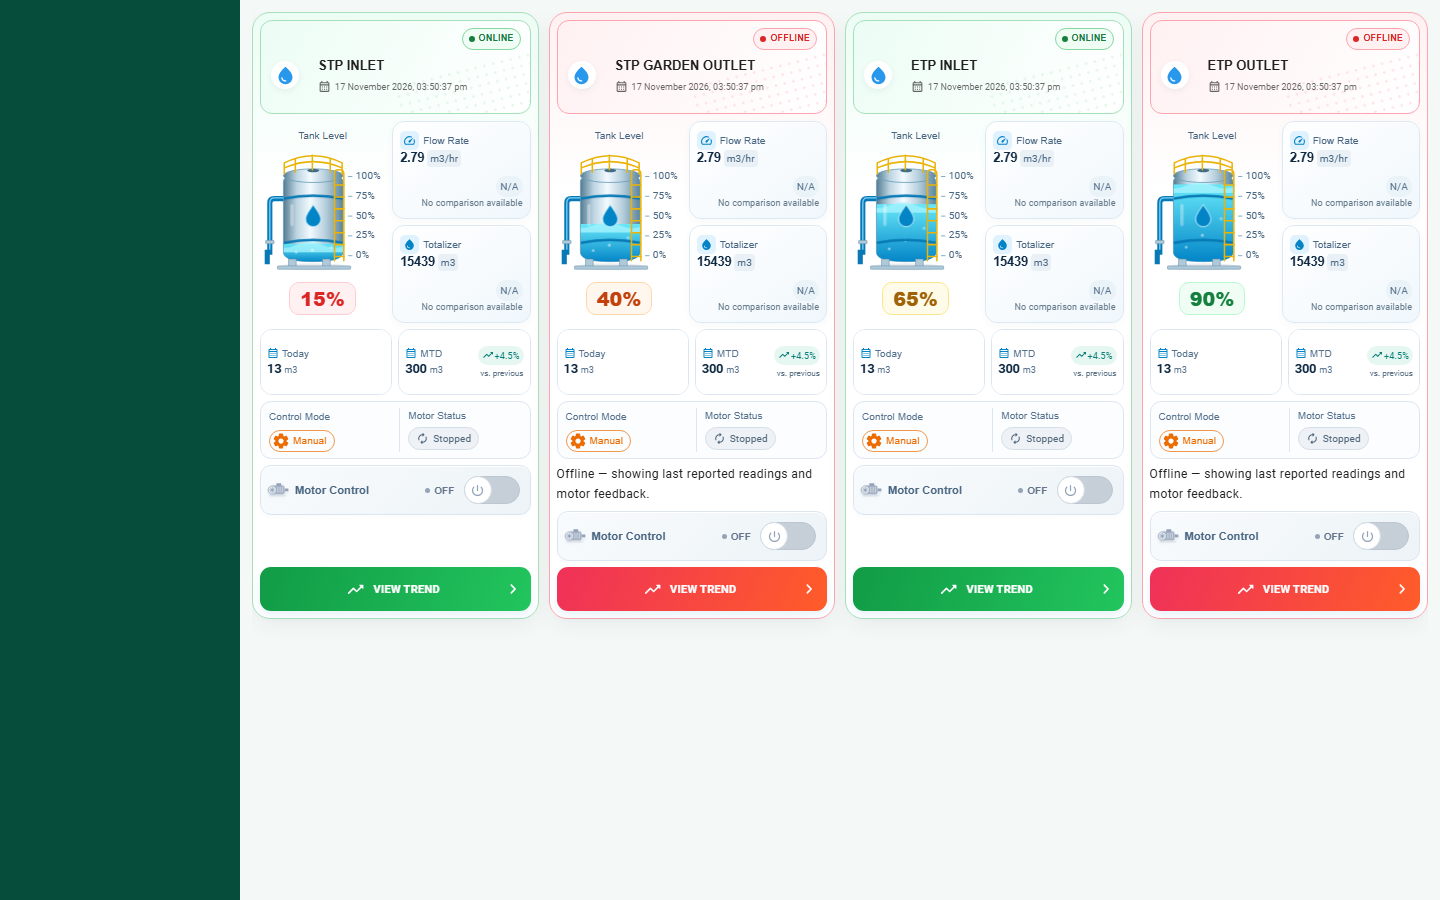 ONLINE
STP INLET
17 November 2026, 03:50:37 pm
Tank Level
100%
75%
50%
25%
0%
15%
Flow Rate
2.79 m3/hr
N/A
No comparison available
Totalizer
15439 m3
N/A
No comparison available
Today
13 m3
MTD
300 m3
+4.5%
vs. previous
Control Mode
Manual
Motor Status
Stopped
Motor Control
OFF
VIEW TREND
OFFLINE
STP GARDEN OUTLET
17 November 2026, 03:50:37 pm
Tank Level
100%
75%
50%
25%
0%
40%
Flow Rate
2.79 m3/hr
N/A
No comparison available
Totalizer
15439 m3
N/A
No comparison available
Today
13 m3
MTD
300 m3
+4.5%
vs. previous
Control Mode
Manual
Motor Status
Stopped
Offline — showing last reported readings and
motor feedback.
Motor Control
OFF
VIEW TREND
ONLINE
ETP INLET
17 November 2026, 03:50:37 pm
Tank Level
100%
75%
50%
25%
0%
65%
Flow Rate
2.79 m3/hr
N/A
No comparison available
Totalizer
15439 m3
N/A
No comparison available
Today
13 m3
MTD
300 m3
+4.5%
vs. previous
Control Mode
Manual
Motor Status
Stopped
Motor Control
OFF
VIEW TREND
OFFLINE
ETP OUTLET
17 November 2026, 03:50:37 pm
Tank Level
100%
75%
50%
25%
0%
90%
Flow Rate
2.79 m3/hr
N/A
No comparison available
Totalizer
15439 m3
N/A
No comparison available
Today
13 m3
MTD
300 m3
+4.5%
vs. previous
Control Mode
Manual
Motor Status
Stopped
Offline — showing last reported readings and
motor feedback.
Motor Control
OFF
VIEW TREND